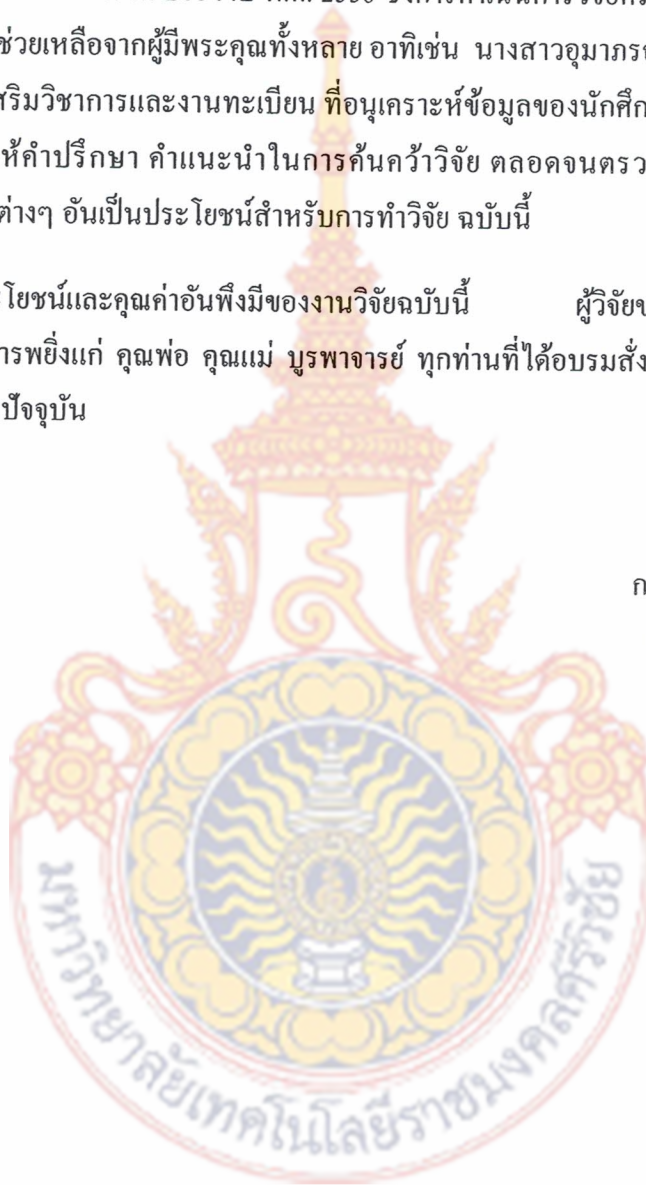 ช่วยเหลือจากผู้มีพระคุณทั้งหลาย อาทิเช่น นางสาวอุมาภรณ์
สริมวิชาการและงานทะเบียน ที่อนุเคราะห์ข้อมูลของนักศึก
ห้คำปรึกษา คำแนะนำในการค้นคว้าวิจัย ตลอดจนตรว
ต่างๆ อันเป็นประโยชน์สำหรับการทำวิจัย ฉบับนี้
ะโยชน์และคุณค่าอันพึงมีของงานวิจัยฉบับนี้ ผู้วิจัยข
ารพยิ่งแก่ คุณพ่อ คุณแม่ บูรพาจารย์ ทุกท่านที่ได้อบรมสั่ง
ปัจจุบัน
ก
มหาวิทยาลัยเทคโนโลยีราชมงคลศรีวิชัย